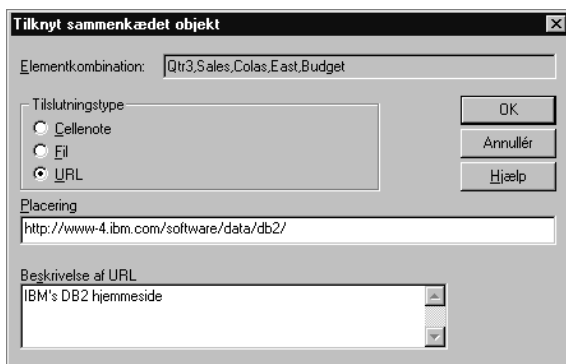 Tilknyt sammenkædet objekt
Elementkombination: Qtr3,Sales,Colas,East,Budget
Tilslutningstype
Cellenote
Fil
URL
OK
Annullér
Hjælp
Placering
http://www-4.ibm.com/software/data/db2/
Beskrivelse af URL
IBM's DB2 hjemmeside